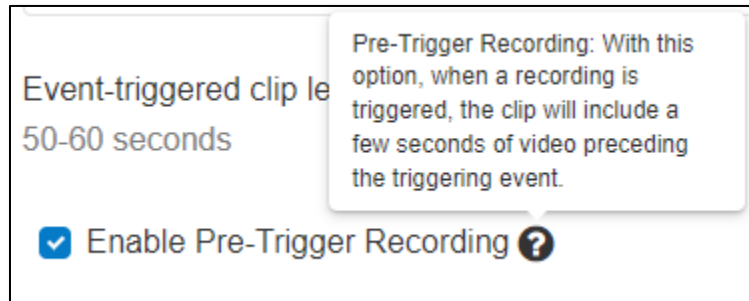 Pre-Trigger Recording: With this
option, when a recording is
triggered, the clip will include a
few seconds of video preceding
the triggering event.
Event-triggered clip le
50-60 seconds
Enable Pre-Trigger Recording ?